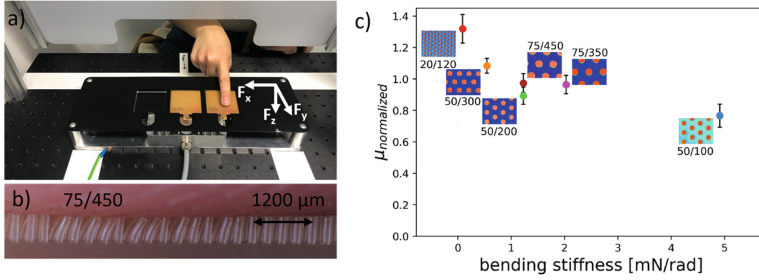 a)
Fx
Fz
Fy
b)
75/450
1200 μm
c)
μnormalized
1.4
1.2
1.0
0.8
0.6
0.4
0.2
0.0
20/120
50/300
50/200
75/450
75/350
50/100
0
1
2
3
4
5
bending stiffness [mN/rad]